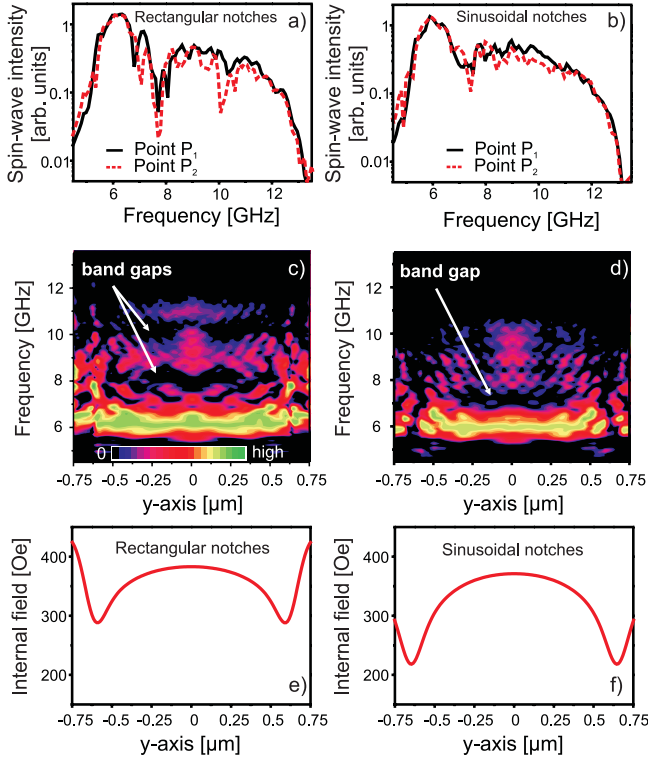 Rectangular notches a)
Spin-wave intensity
[arb. units]
1
0.1
0.01
Point P1
Point P2
6 8 10 12
Frequency [GHz]
Sinusoidal notches b)
Spin-wave intensity
[arb. units]
1
0.1
0.01
Point P1
Point P2
6 8 10 12
Frequency [GHz]
c)
band gaps
Frequency [GHz]
12
10
8
6
0 high
-0.75 -0.5 -0.25 0 0.25 0.5 0.75
y-axis [µm]
d)
band gap
Frequency [GHz]
12
10
8
6
-0.75 -0.5 -0.25 0 0.25 0.5 0.75
y-axis [µm]
Rectangular notches
Internal field [Oe]
400
300
200
e)
-0.75 -0.5 -0.25 0 0.25 0.5 0.75
y-axis [µm]
Sinusoidal notches
Internal field [Oe]
400
300
200
f)
-0.75 -0.5 -0.25 0 0.25 0.5 0.75
y-axis [µm]